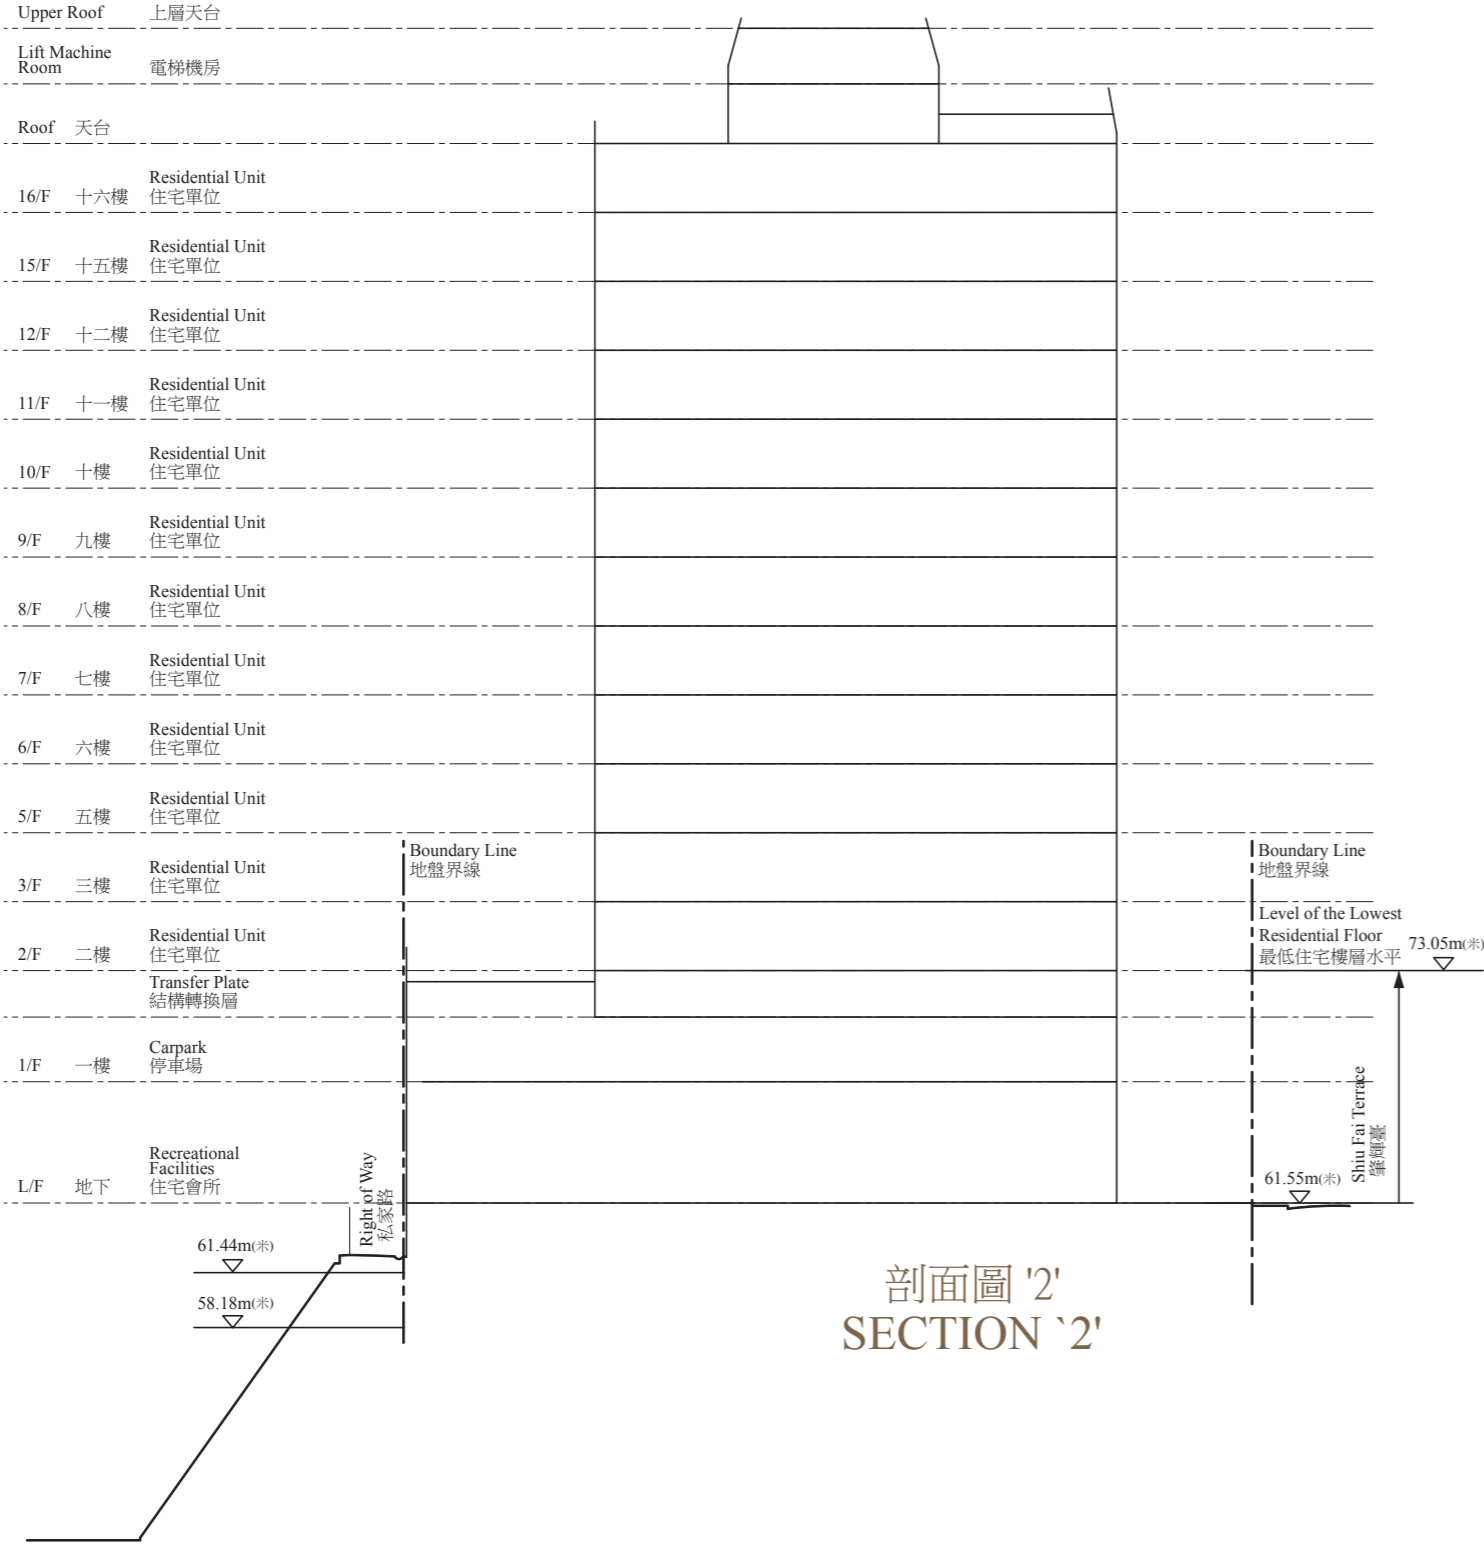 Upper Roof 上層天台
Lift Machine
Room 電梯機房
Roof 天台
Residential Unit
16/F 十六樓 住宅單位
Residential Unit
15/F 十五樓 住宅單位
Residential Unit
12/F 十二樓 住宅單位
Residential Unit
11/F 十一樓 住宅單位
Residential Unit
10/F 十樓 住宅單位
Residential Unit
9/F 九樓 住宅單位
Residential Unit
8/F 八樓 住宅單位
Residential Unit
7/F 七樓 住宅單位
Residential Unit
6/F 六樓 住宅單位
Residential Unit
5/F 五樓 住宅單位
Boundary Line
地盤界線
Boundary Line
地盤界線
Residential Unit
3/F 三樓 住宅單位
Level of the Lowest
Residential Floor
最低住宅樓層水平
73.05m(米)
Residential Unit
2/F 二樓 住宅單位
Transfer Plate
結構轉換層
Carpark
1/F 一樓 停車場
Shiu Fai Terrace
肇輝臺
Recreational
Facilities
L/F 地下 住宅會所
Right of Way
私家路
61.55m(米)
61.44m(米)
58.18m(米)
剖面圖 '2'
SECTION `2'